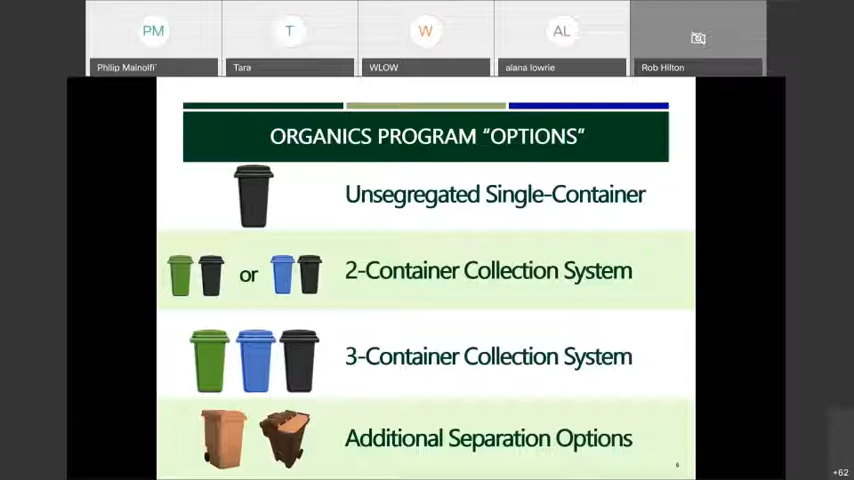 PM
T
W
AL
Philip Mainolfi
Tara
WLOW
alana lowrie
Rob Hilton
ORGANICS PROGRAM “OPTIONS”
Unsegregated Single-Container
or
2-Container Collection System
3-Container Collection System
Additional Separation Options
6
+62